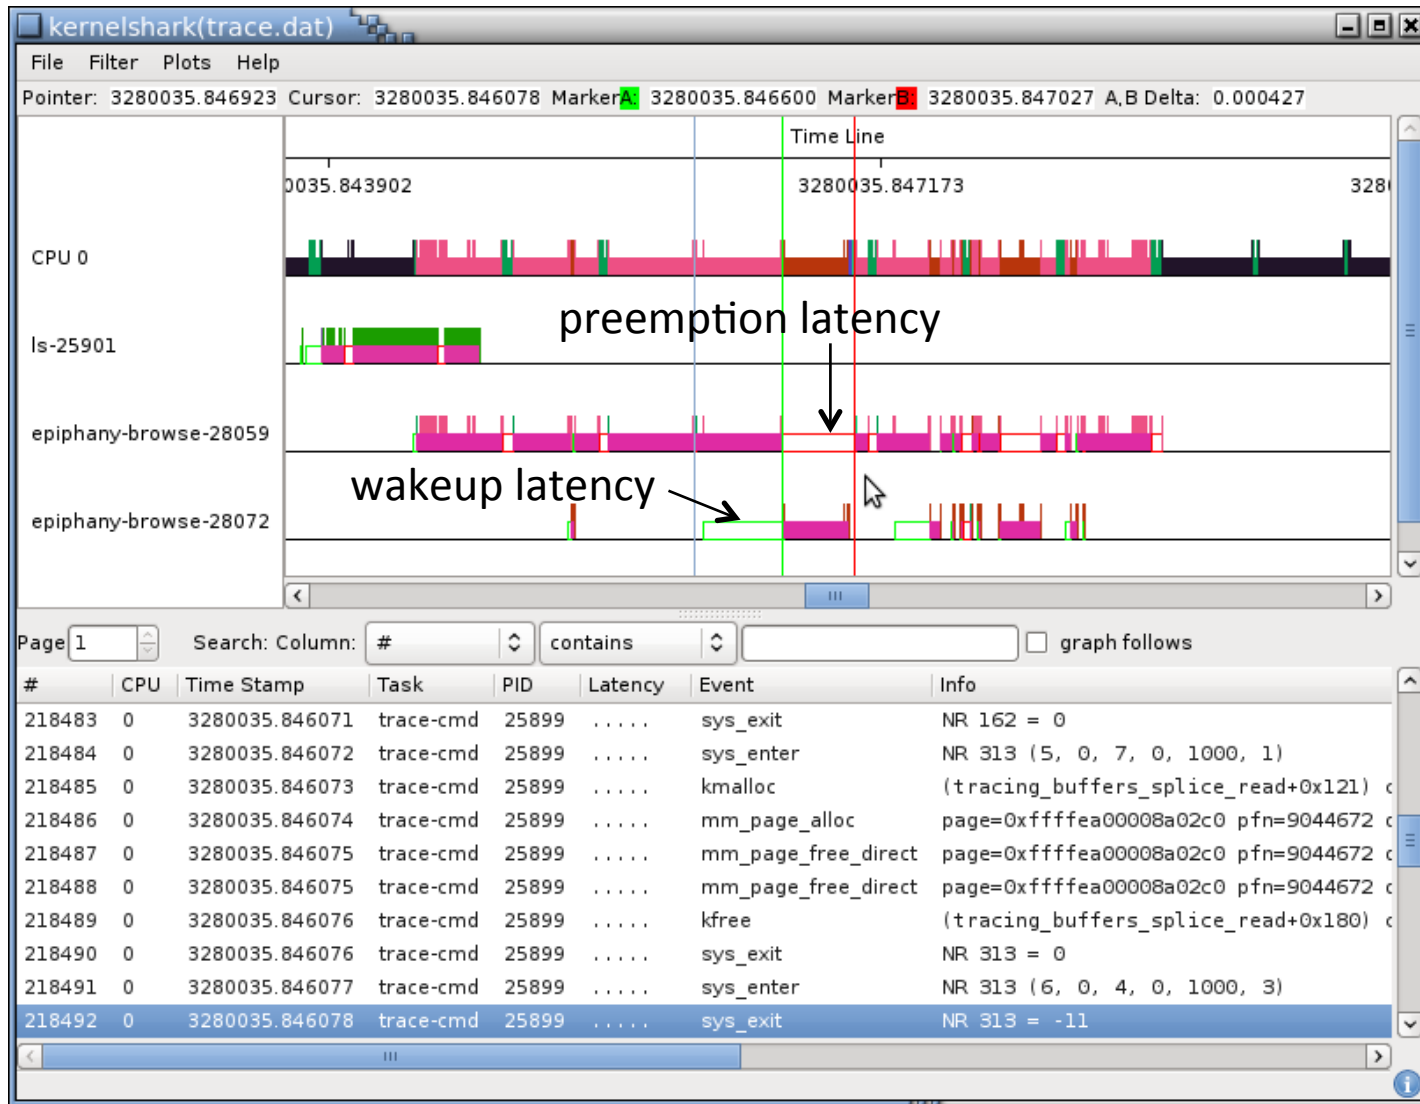 kernelshark(trace.dat)
File Filter Plots Help
Pointer: 3280035.846923 Cursor: 3280035.846078 MarkerA: 3280035.846600 MarkerB: 3280035.847027 A,B Delta: 0.000427
Time Line
0035.843902 3280035.847173 328
CPU 0
preemption latency
ls-25901
epiphany-browse-28059
wakeup latency
epiphany-browse-28072
Page 1 Search: Column: # contains graph follows
# CPU Time Stamp Task PID Latency Event Info
218483 0 3280035.846071 trace-cmd 25899 ..... sys_exit NR 162 = 0
218484 0 3280035.846072 trace-cmd 25899 ..... sys_enter NR 313 (5, 0, 7, 0, 1000, 1)
218485 0 3280035.846073 trace-cmd 25899 ..... kmalloc (tracing_buffers_splice_read+0x121) c
218486 0 3280035.846074 trace-cmd 25899 ..... mm_page_alloc page=0xffffea00008a02c0 pfn=9044672 c
218487 0 3280035.846075 trace-cmd 25899 ..... mm_page_free_direct page=0xffffea00008a02c0 pfn=9044672 c
218488 0 3280035.846075 trace-cmd 25899 ..... mm_page_free_direct page=0xffffea00008a02c0 pfn=9044672 c
218489 0 3280035.846076 trace-cmd 25899 ..... kfree (tracing_buffers_splice_read+0x180) c
218490 0 3280035.846076 trace-cmd 25899 ..... sys_exit NR 313 = 0
218491 0 3280035.846077 trace-cmd 25899 ..... sys_enter NR 313 (6, 0, 4, 0, 1000, 3)
218492 0 3280035.846078 trace-cmd 25899 ..... sys_exit NR 313 = -11